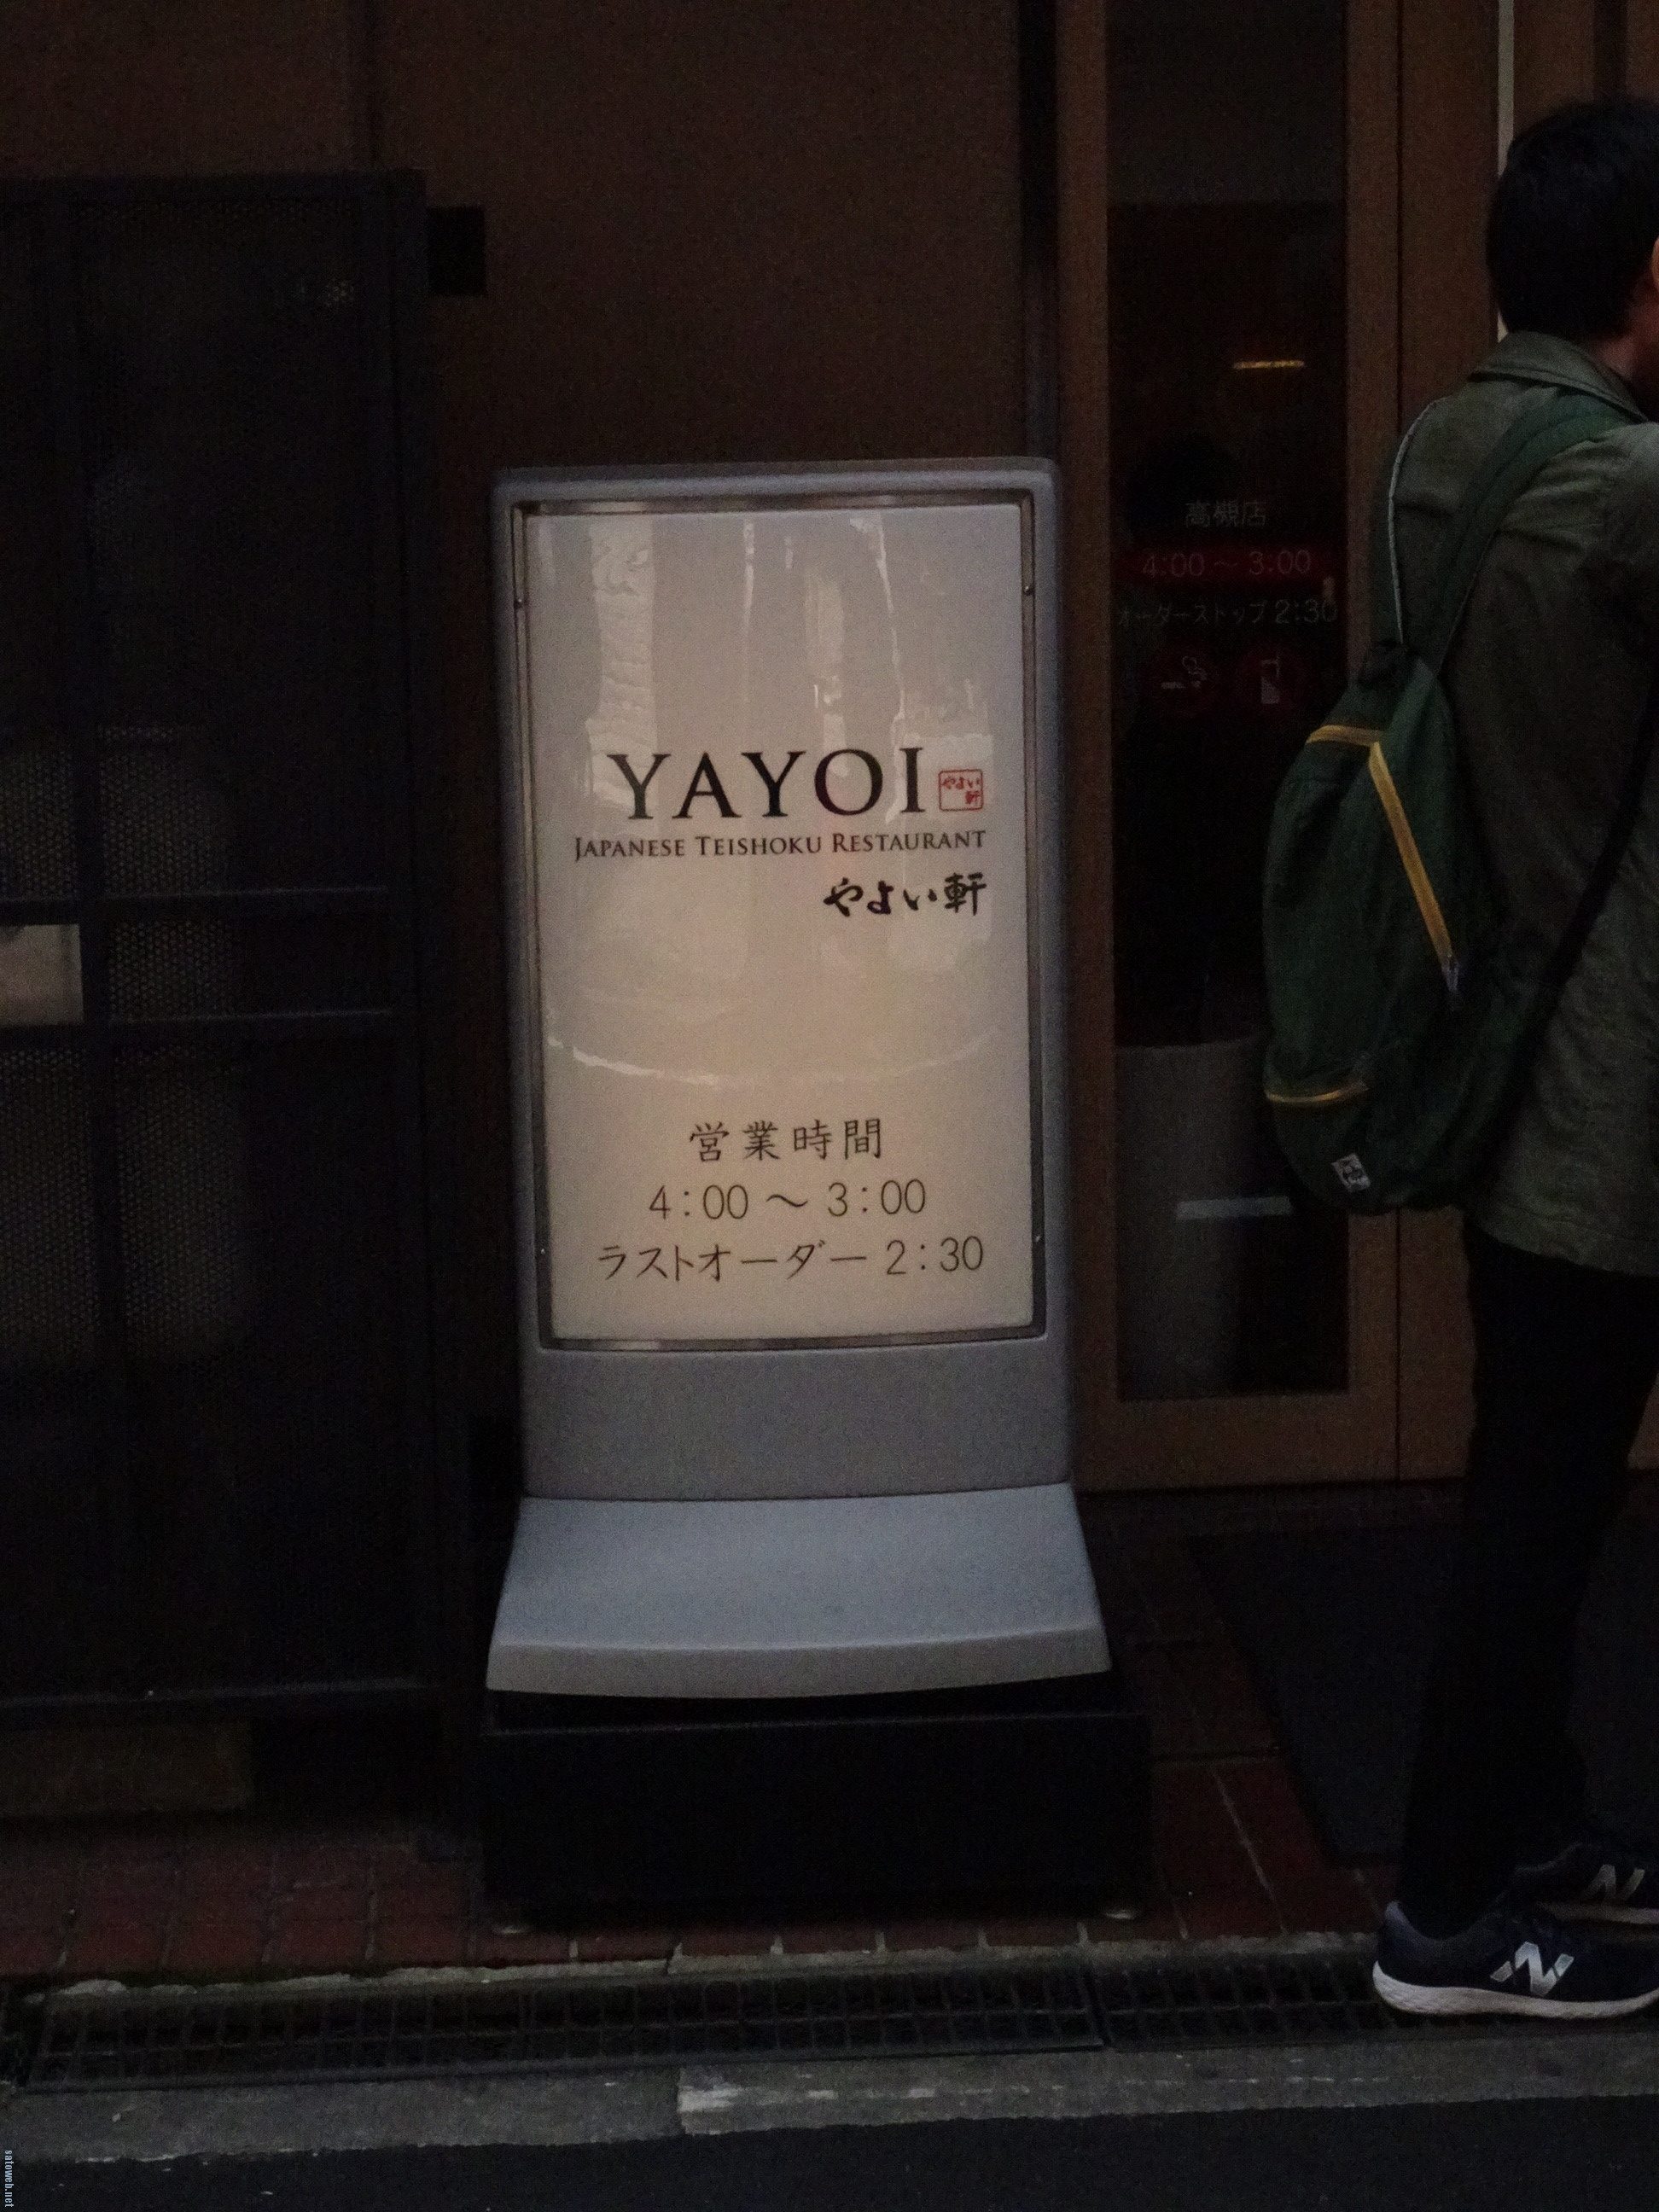 YAYOI やよい軒
JAPANESE TEISHOKU RESTAURANT
やよい軒
営業時間
4:00 ～ 3:00
ラストオーダー 2:30
高槻店
4:00 ～ 3:00
オーダーストップ 2:30
N
N
satoweb.net